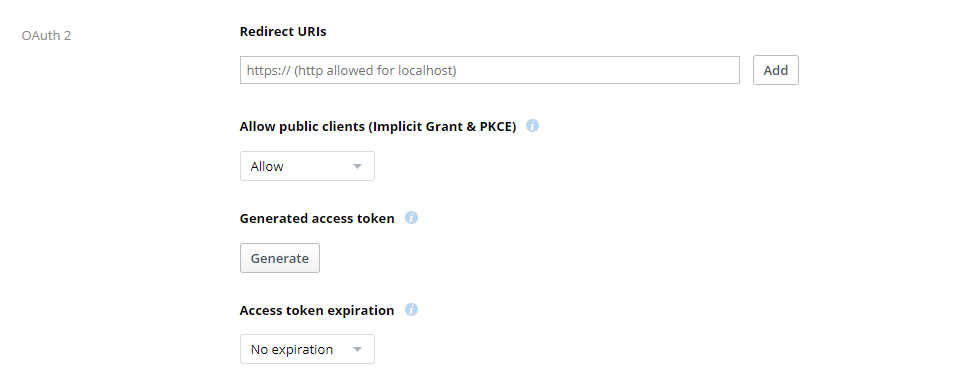 OAuth 2
Redirect URIs
https:// (http allowed for localhost)
Add
Allow public clients (Implicit Grant & PKCE)
Allow
Generated access token
Generate
Access token expiration
No expiration